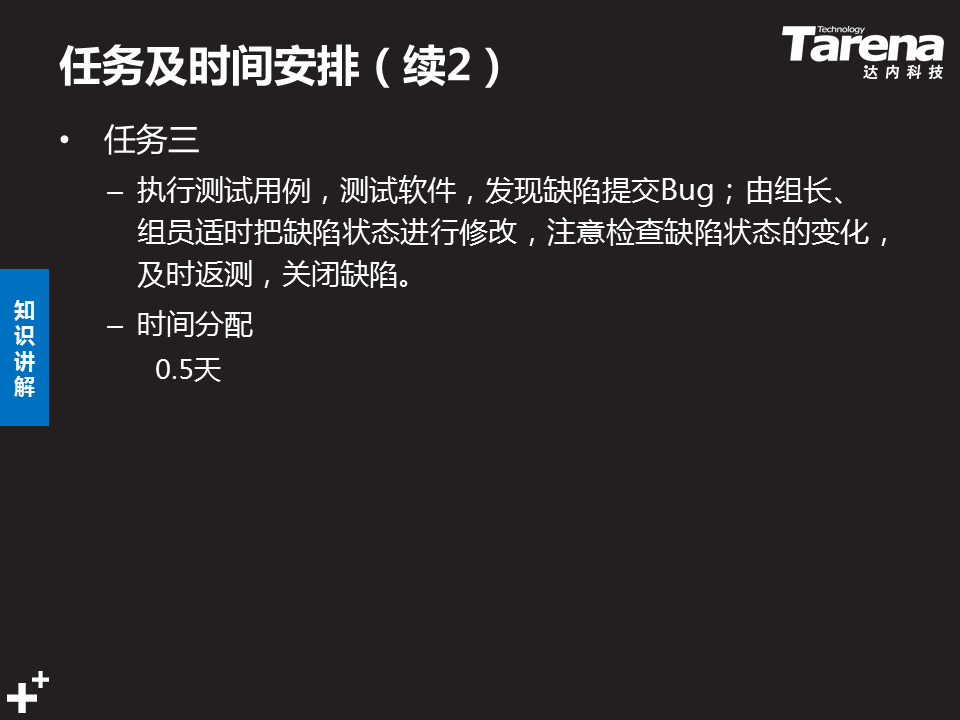 任务及时间安排（续2）
Technology
Tarena
达内科技
• 任务三
– 执行测试用例，测试软件，发现缺陷提交Bug；由组长、
组员适时把缺陷状态进行修改，注意检查缺陷状态的变化，
及时返测，关闭缺陷。
– 时间分配
0.5天
知
识
讲
解